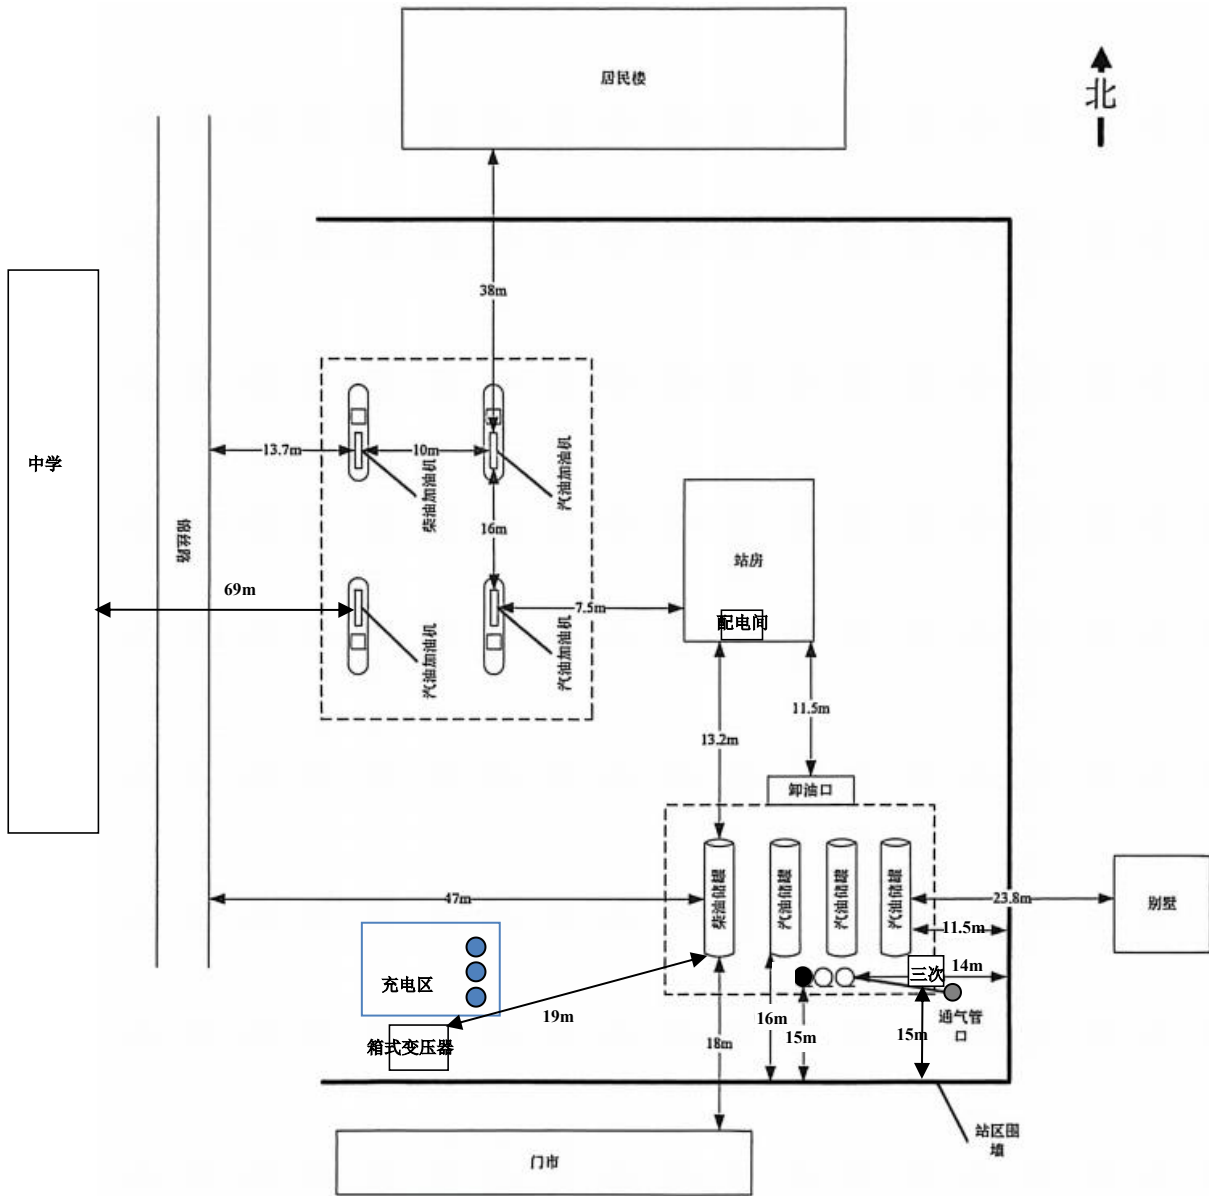 居民楼
北
38m
中学
13.7m
10m
柴油加油机
汽油加油机
16m
站房
锦丝路
69m
7.5m
配电间
汽油加油机
汽油加油机
11.5m
13.2m
卸油口
柴油储罐
汽油储罐
汽油储罐
汽油储罐
47m
23.8m
别墅
11.5m
充电区
三次
14m
19m
16m
15m
15m
通气管
口
箱式变压器
18m
站区围
墙
门市